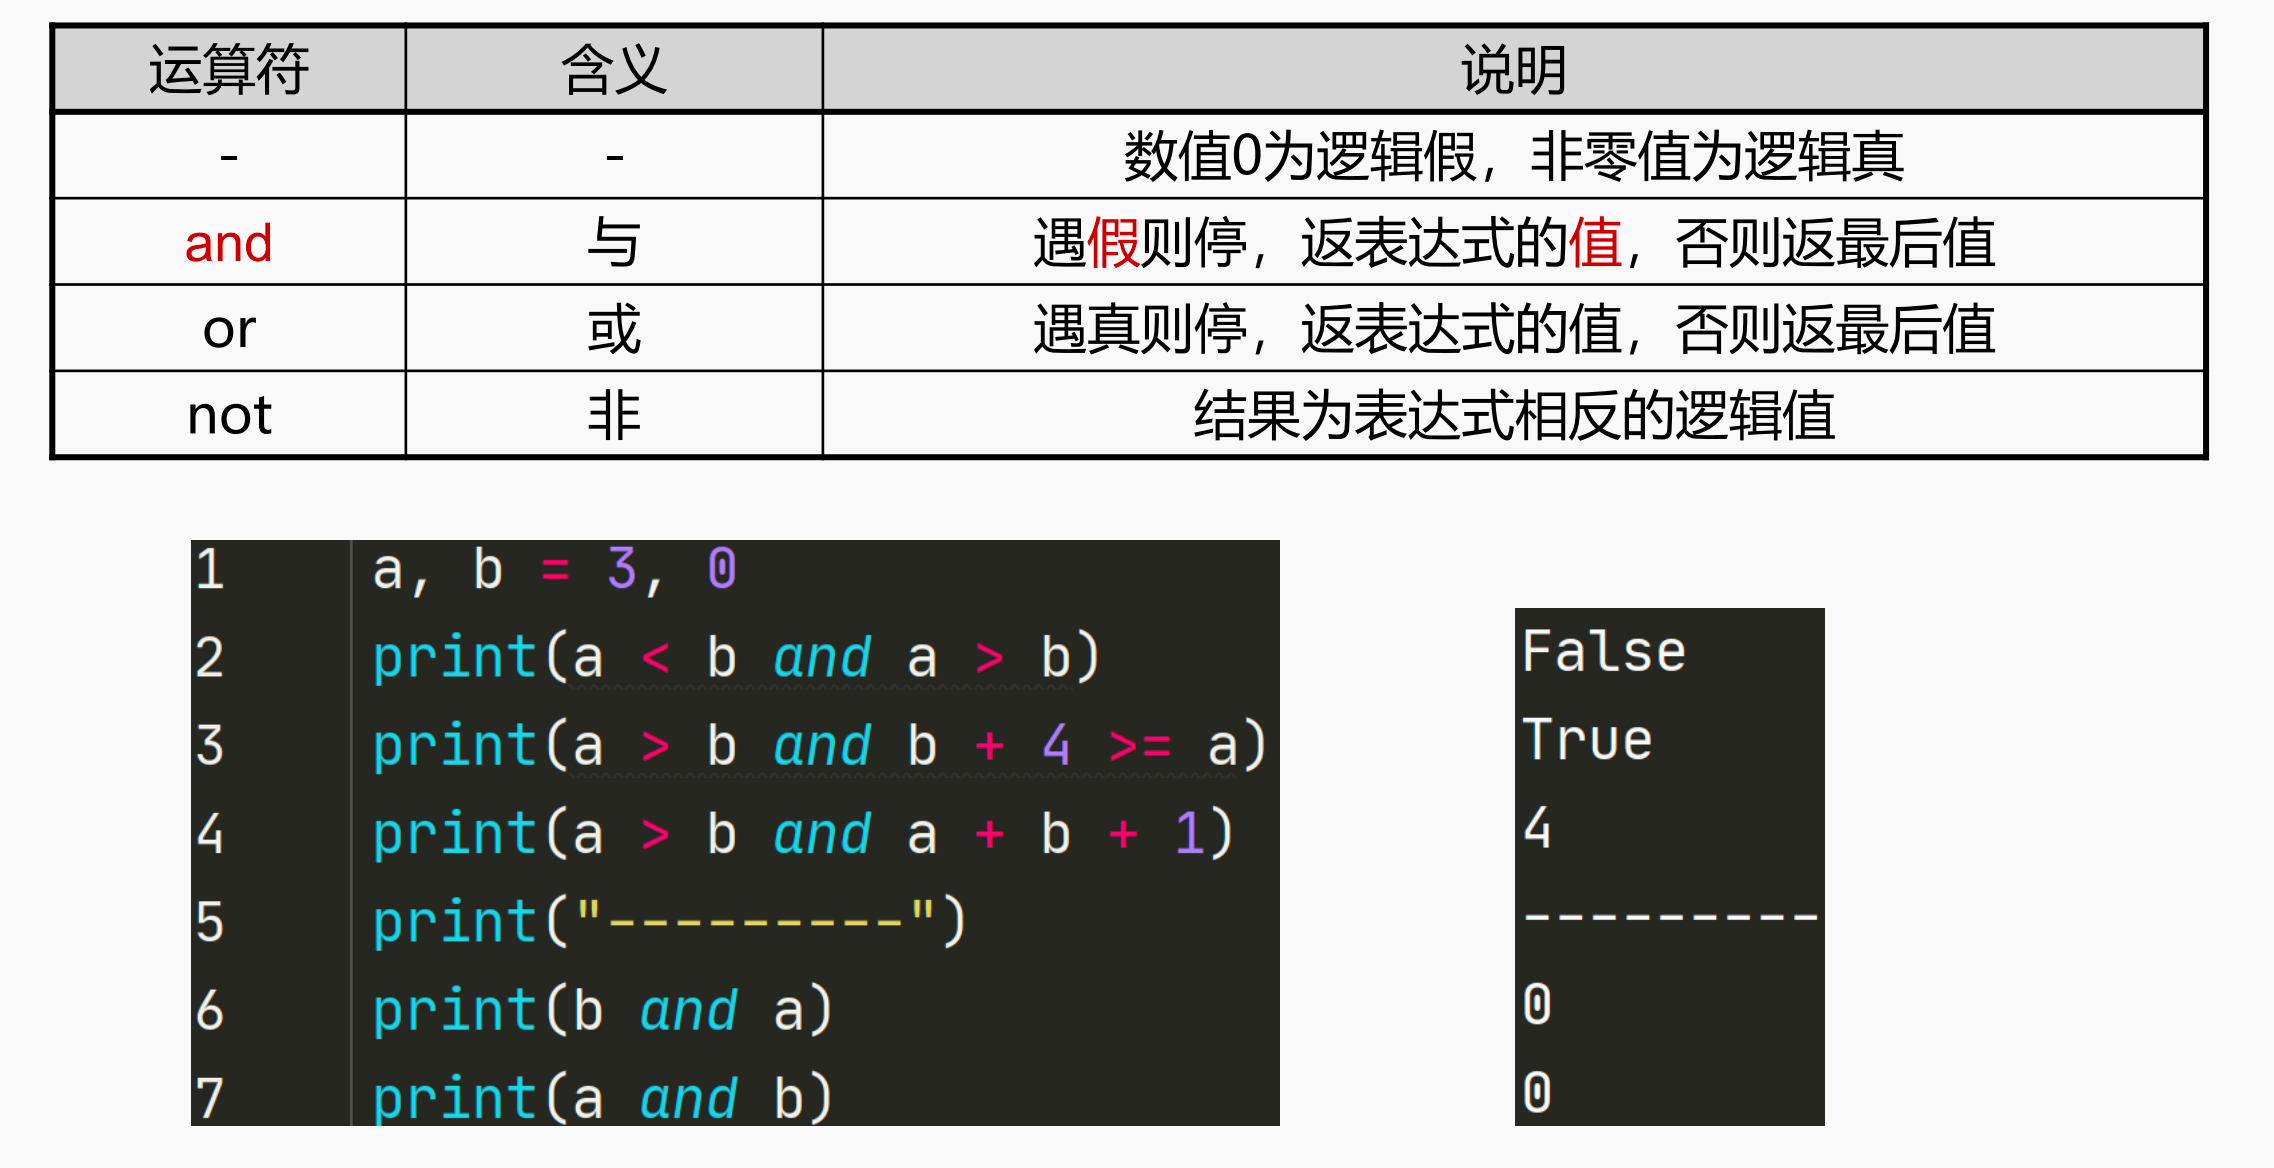 运算符 含义 说明
- - 数值0为逻辑假，非零值为逻辑真
and 与 遇假则停，返表达式的值，否则返最后值
or 或 遇真则停，返表达式的值，否则返最后值
not 非 结果为表达式相反的逻辑值
1 a, b = 3, 0
2 print(a < b and a > b)
3 print(a > b and b + 4 >= a)
4 print(a > b and a + b + 1)
5 print("---------")
6 print(b and a)
7 print(a and b)
False
True
4
---------
0
0